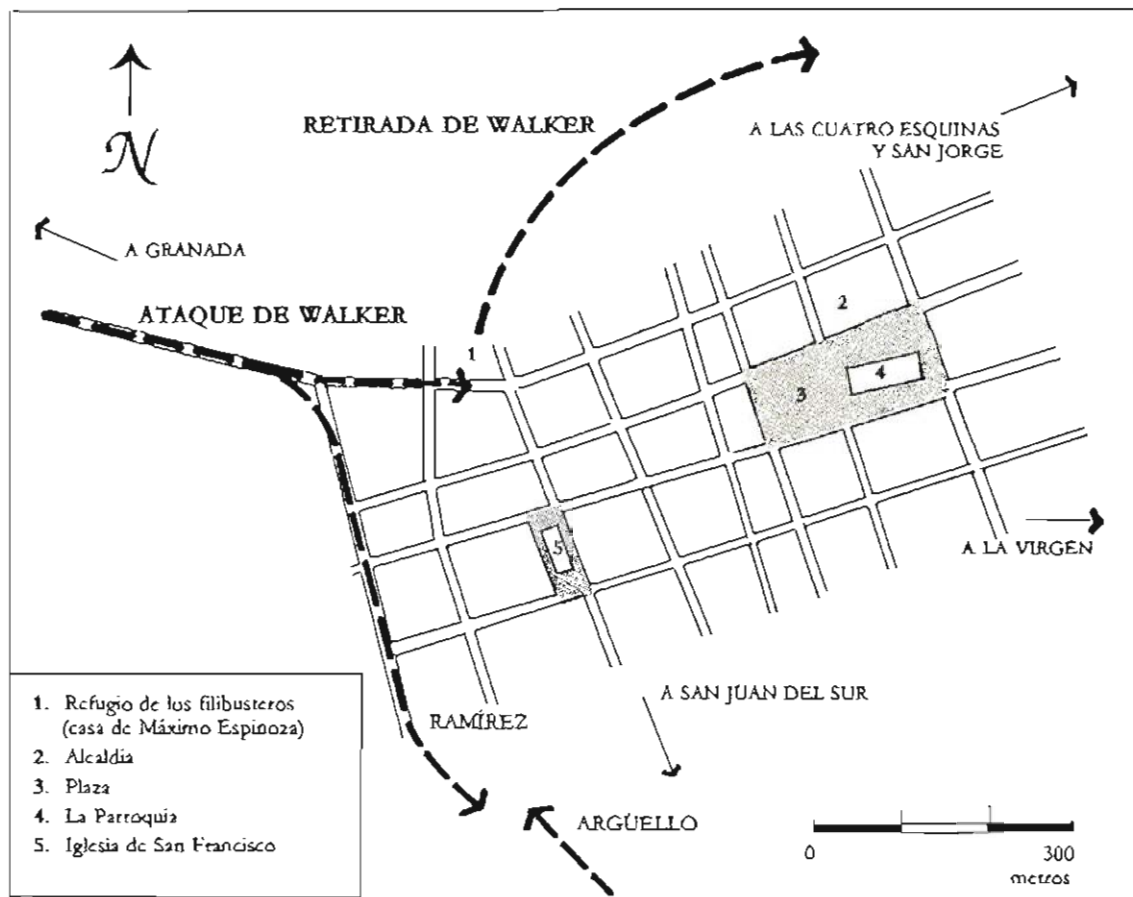 N
RETIRADA DE WALKER
A LAS CUATRO ESQUINAS
Y SAN JORGE
A GRANADA
ATAQUE DE WALKER
1
2
3
4
5
A LA VIRGEN
A SAN JUAN DEL SUR
RAMÍREZ
ARGÜELLO
1. Refugio de los filibusteros
(casa de Máximo Espinoza)
2. Alcaldia
3. Plaza
4. La Parroquia
5. Iglesia de San Francisco
0 300
metros